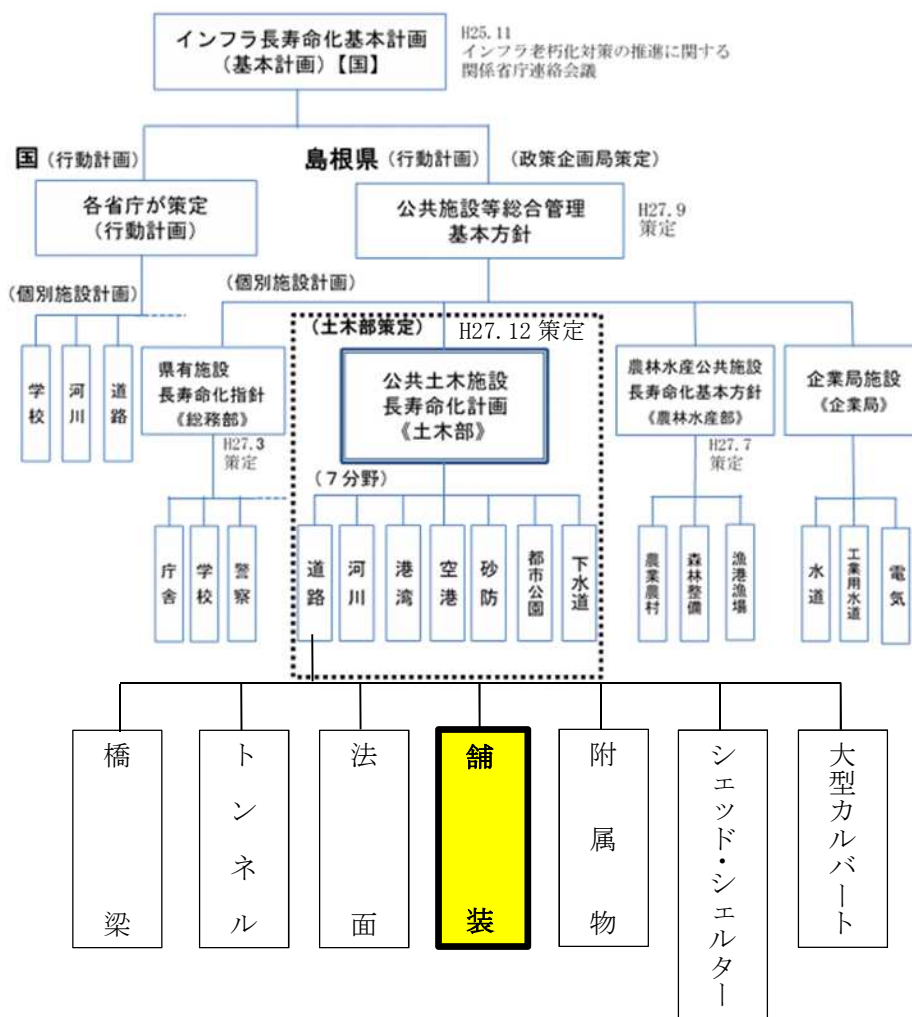 インフラ長寿命化基本計画
(基本計画)【国】
H25.11
インフラ老朽化対策の推進に関する
関係省庁連絡会議
国 (行動計画)
島根県 (行動計画) (政策企画局策定)
各省庁が策定
(行動計画)
公共施設等総合管理
基本方針
H27.9
策定
(個別施設計画)
(個別施設計画)
学校
河川
道路
県有施設
長寿命化指針
《総務部》
H27.3
策定
庁舎
学校
警察
(土木部策定) H27.12 策定
公共土木施設
長寿命化計画
《土木部》
(7分野)
道路
河川
港湾
空港
砂防
都市公園
下水道
農林水産公共施設
長寿命化基本方針
《農林水産部》
H27.7
策定
農業農村
森林整備
漁港漁場
企業局施設
《企業局》
水道
工業用水道
電気
橋梁
トンネル
法面
舗装
附属物
シェッド・シェルター
大型カルバート